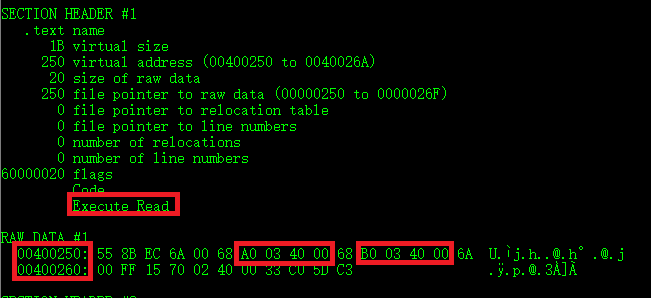 SECTION HEADER #1
.text name
1B virtual size
250 virtual address (00400250 to 0040026A)
20 size of raw data
250 file pointer to raw data (00000250 to 0000026F)
0 file pointer to relocation table
0 file pointer to line numbers
0 number of relocations
0 number of line numbers
60000020 flags
Code
Execute Read
RAW DATA #1
00400250: 55 8B EC 6A 00 68 A0 03 40 00 68 B0 03 40 00 6A U.ìj.h..@.h°.@.j
00400260: 00 FF 15 70 02 40 00 33 C0 5D C3 .ÿ.p.@.3À]Ã